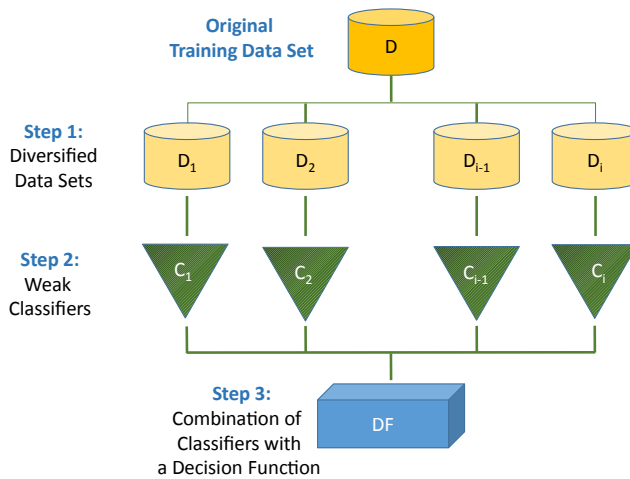 Original
Training Data Set
D
Step 1:
Diversified
Data Sets
D₁ D₂ Dᵢ₋₁ Dᵢ
Step 2:
Weak
Classifiers
C₁ C₂ Cᵢ₋₁ Cᵢ
Step 3:
Combination of
Classifiers with
a Decision Function
DF